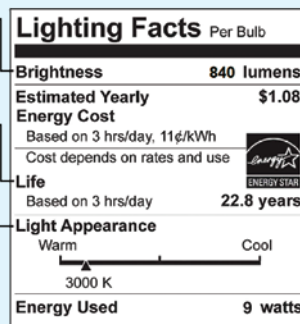 Lighting Facts Per Bulb
Brightness 840 lumens
Estimated Yearly $1.08
Energy Cost
Based on 3 hrs/day, 11¢/kWh
Cost depends on rates and use
energy
ENERGY STAR
Life
Based on 3 hrs/day 22.8 years
Light Appearance
Warm Cool
3000 K
Energy Used 9 watts